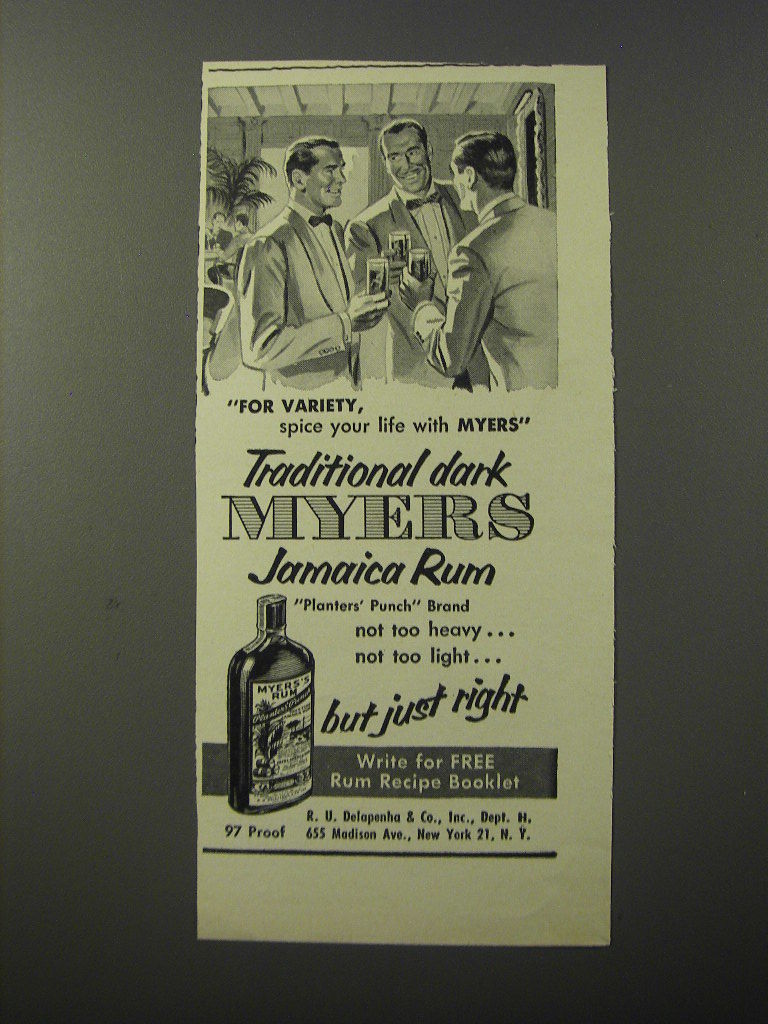 "FOR VARIETY,
spice your life with MYERS"
Traditional dark
MYERS
Jamaica Rum
"Planters' Punch" Brand
not too heavy...
not too light...
but just right
MYERS'S
RUM
Planters' Punch
Write for FREE
Rum Recipe Booklet
97 Proof
R. U. Delapenha & Co., Inc., Dept. H,
655 Madison Ave., New York 21, N. Y.